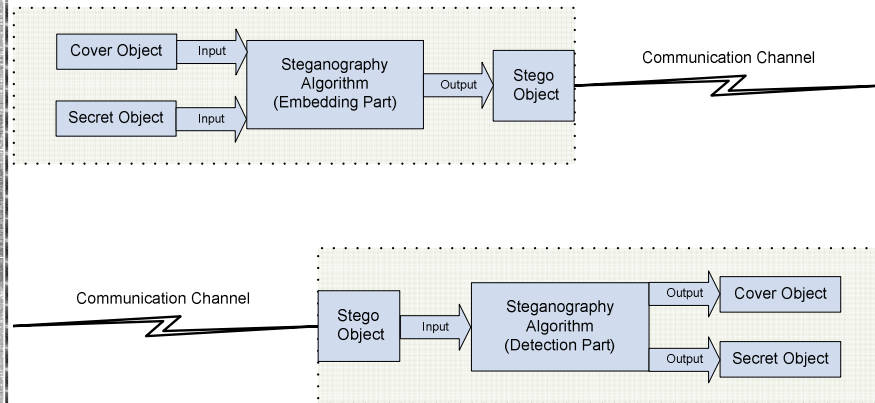 Cover Object
Input
Secret Object
Input
Steganography
Algorithm
(Embedding Part)
Output
Stego
Object
Communication Channel
Communication Channel
Stego
Object
Input
Steganography
Algorithm
(Detection Part)
Output
Cover Object
Output
Secret Object